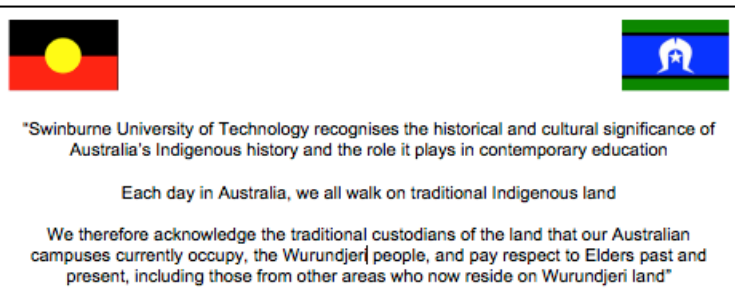 "Swinburne University of Technology recognises the historical and cultural significance of
Australia's Indigenous history and the role it plays in contemporary education
Each day in Australia, we all walk on traditional Indigenous land
We therefore acknowledge the traditional custodians of the land that our Australian
campuses currently occupy, the Wurundjeri people, and pay respect to Elders past and
present, including those from other areas who now reside on Wurundjeri land"